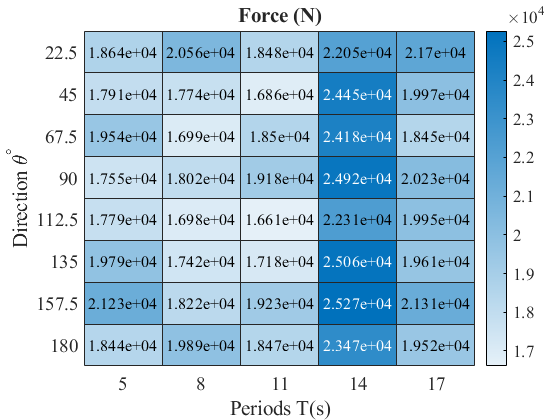 Force (N)
×10^4
22.5 1.864e+04 2.056e+04 1.848e+04 2.205e+04 2.17e+04
45 1.791e+04 1.774e+04 1.686e+04 2.445e+04 1.997e+04
67.5 1.954e+04 1.699e+04 1.85e+04 2.418e+04 1.845e+04
90 1.755e+04 1.802e+04 1.918e+04 2.492e+04 2.023e+04
112.5 1.779e+04 1.698e+04 1.661e+04 2.231e+04 1.995e+04
135 1.979e+04 1.742e+04 1.718e+04 2.506e+04 1.961e+04
157.5 2.123e+04 1.822e+04 1.923e+04 2.527e+04 2.131e+04
180 1.844e+04 1.989e+04 1.847e+04 2.347e+04 1.952e+04
5 8 11 14 17
Periods T(s)
Direction θ°
2.5
2.4
2.3
2.2
2.1
2
1.9
1.8
1.7